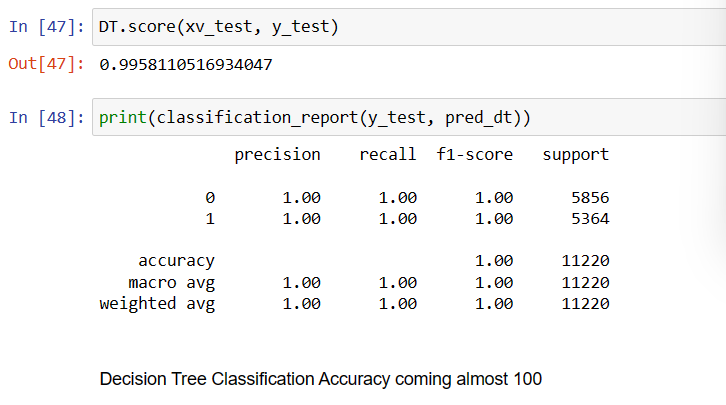 In [47]: DT.score(xv_test, y_test)
Out[47]: 0.9958110516934047
In [48]: print(classification_report(y_test, pred_dt))
precision recall f1-score support
0 1.00 1.00 1.00 5856
1 1.00 1.00 1.00 5364
accuracy 1.00 11220
macro avg 1.00 1.00 1.00 11220
weighted avg 1.00 1.00 1.00 11220
Decision Tree Classification Accuracy coming almost 100